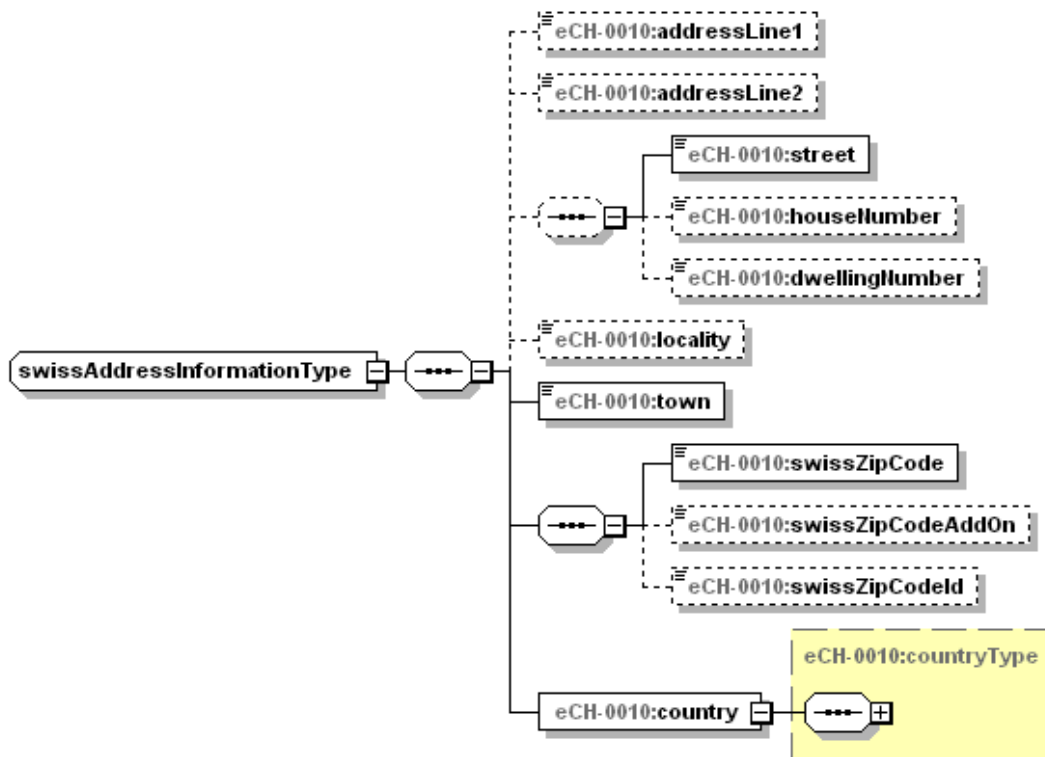 eCH-0010:addressLine1
eCH-0010:addressLine2
eCH-0010:street
eCH-0010:houseNumber
eCH-0010:dwellingNumber
eCH-0010:locality
swissAddressInformationType
eCH-0010:town
eCH-0010:swissZipCode
eCH-0010:swissZipCodeAddOn
eCH-0010:swissZipCodeId
eCH-0010:countryType
eCH-0010:country